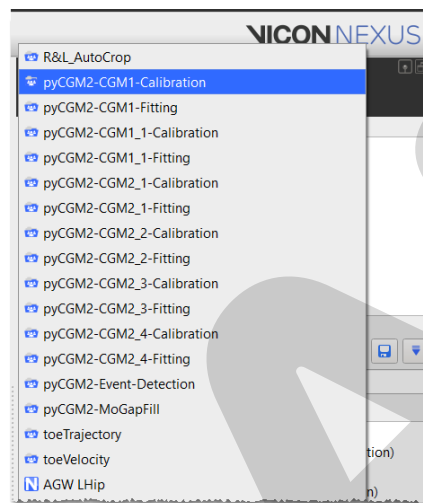 VICON NEXUS
R&L_AutoCrop
pyCGM2-CGM1-Calibration
pyCGM2-CGM1-Fitting
pyCGM2-CGM1_1-Calibration
pyCGM2-CGM1_1-Fitting
pyCGM2-CGM2_1-Calibration
pyCGM2-CGM2_1-Fitting
pyCGM2-CGM2_2-Calibration
pyCGM2-CGM2_2-Fitting
pyCGM2-CGM2_3-Calibration
pyCGM2-CGM2_3-Fitting
pyCGM2-CGM2_4-Calibration
pyCGM2-CGM2_4-Fitting
pyCGM2-Event-Detection
pyCGM2-MoGapFill
toeTrajectory
toeVelocity
tion)
AGW LHip
n)